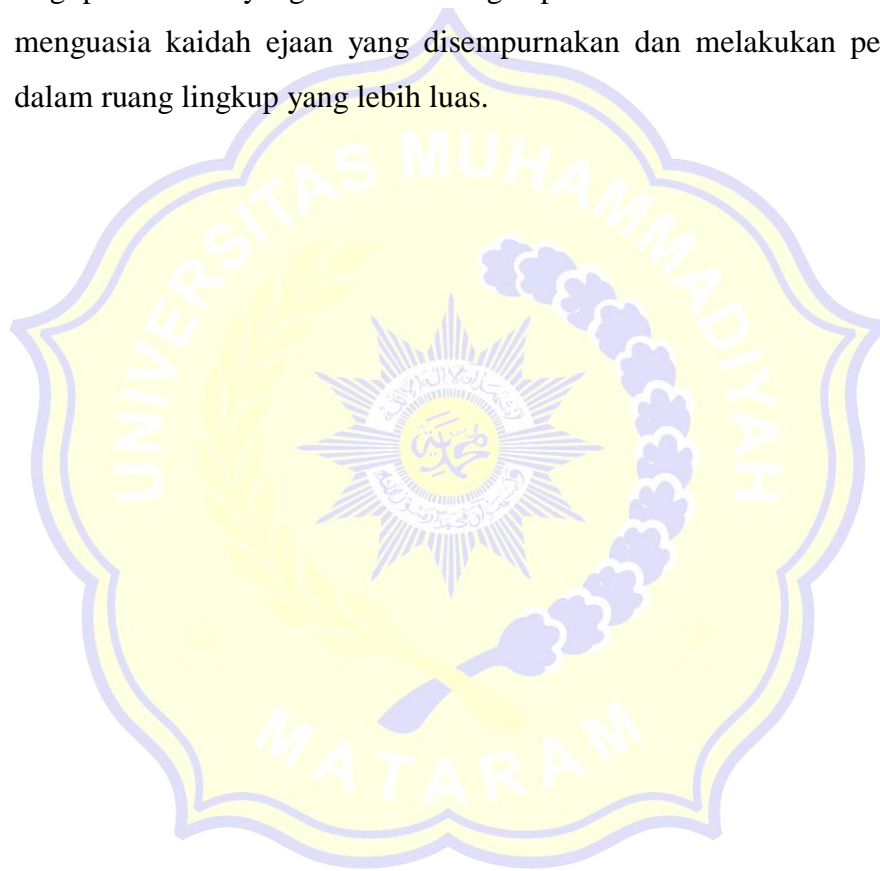 menguasia kaidah ejaan yang disempurnakan dan melakukan pe
dalam ruang lingkup yang lebih luas.
UNIVERSITAS MUHAMMADIYAH
MATARAM